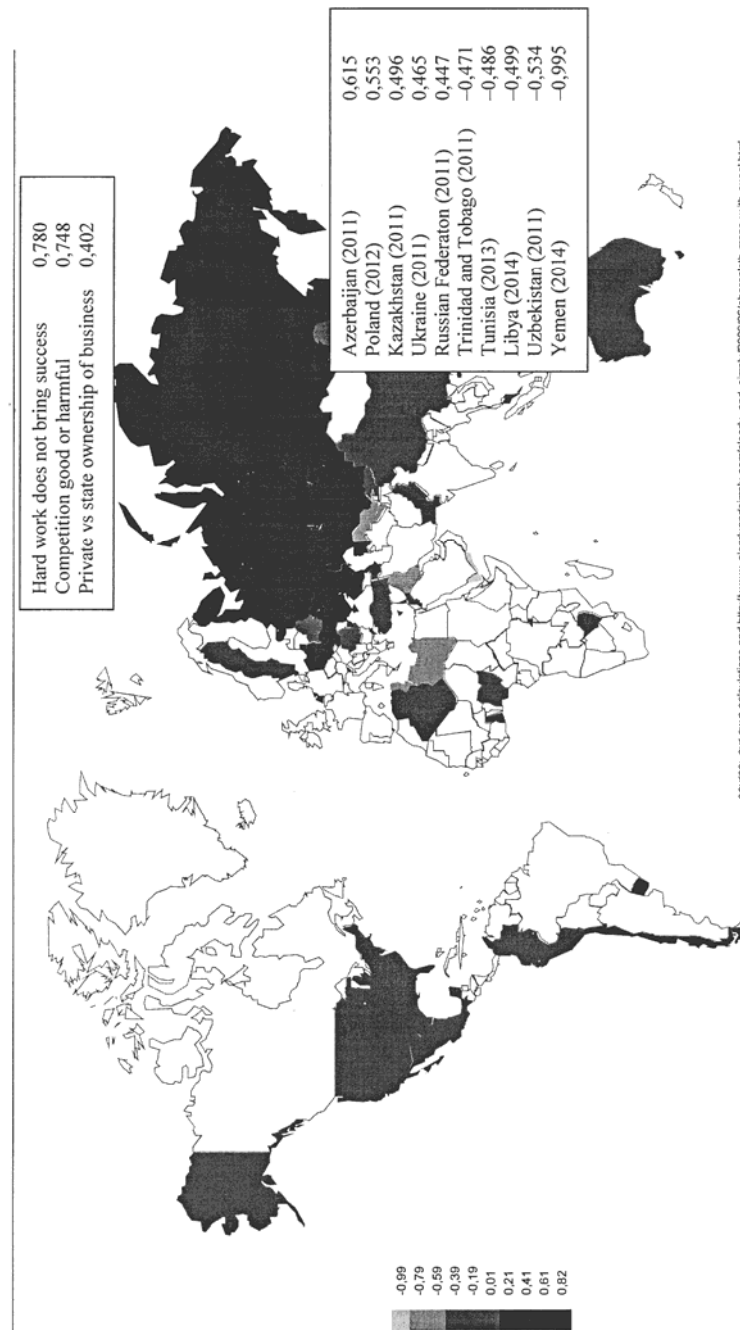 Hard work does not bring success 0,780
Competition good or harmful 0,748
Private vs state ownership of business 0,402
Azerbaijan (2011) 0,615
Poland (2012) 0,553
Kazakhstan (2011) 0,496
Ukraine (2011) 0,465
Russian Federaton (2011) 0,447
Trinidad and Tobago (2011) −0,471
Tunisia (2013) −0,486
Libya (2014) −0,499
Uzbekistan (2011) −0,534
Yemen (2014) −0,995
−0,99
−0,79
−0,59
−0,39
−0,19
0,01
0,21
0,41
0,61
0,82